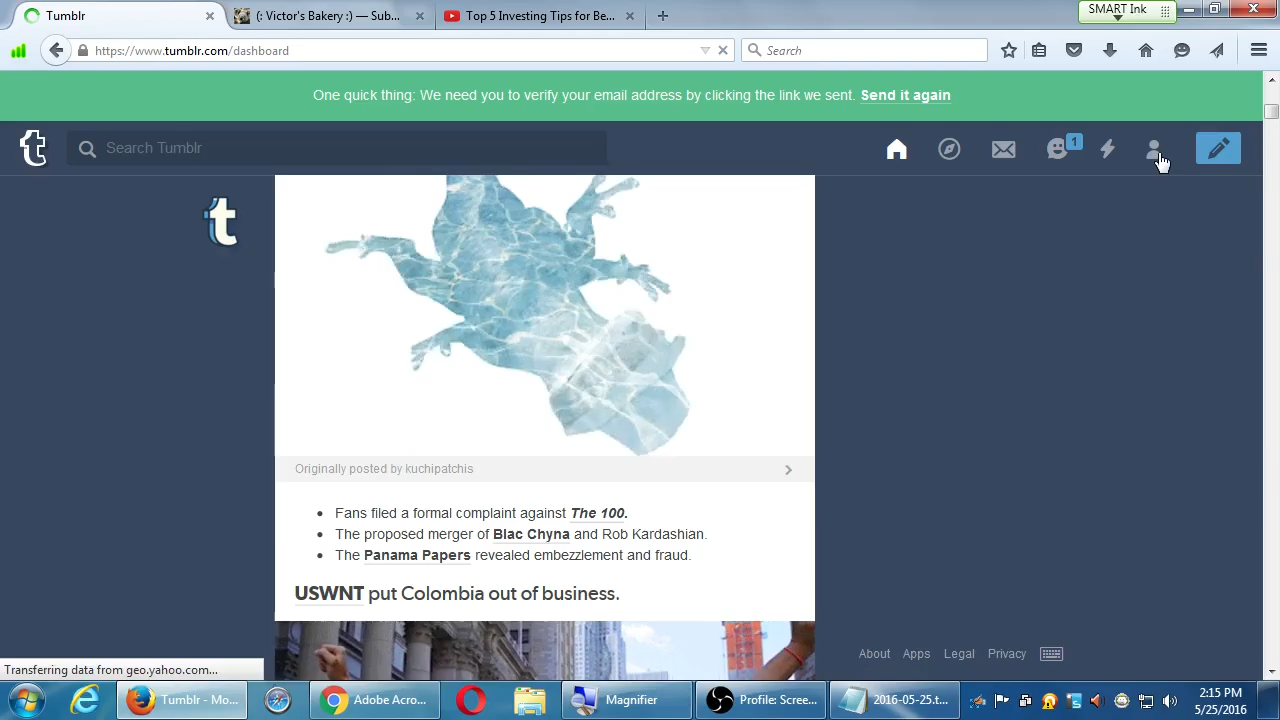 Tumblr
(: Victor's Bakery :) — Sub...
Top 5 Investing Tips for Be...
SMART Ink
https://www.tumblr.com/dashboard
Search
One quick thing: We need you to verify your email address by clicking the link we sent. Send it again
t
Search Tumblr
1
t
Originally posted by kuchipatchis
Fans filed a formal complaint against The 100.
The proposed merger of Blac Chyna and Rob Kardashian.
The Panama Papers revealed embezzlement and fraud.
USWNT put Colombia out of business.
About Apps Legal Privacy
Transferring data from geo.yahoo.com...
Tumblr - Mo...
Adobe Acro...
Magnifier
Profile Scree...
2016-05-25.t...
2:15 PM
5/25/2016